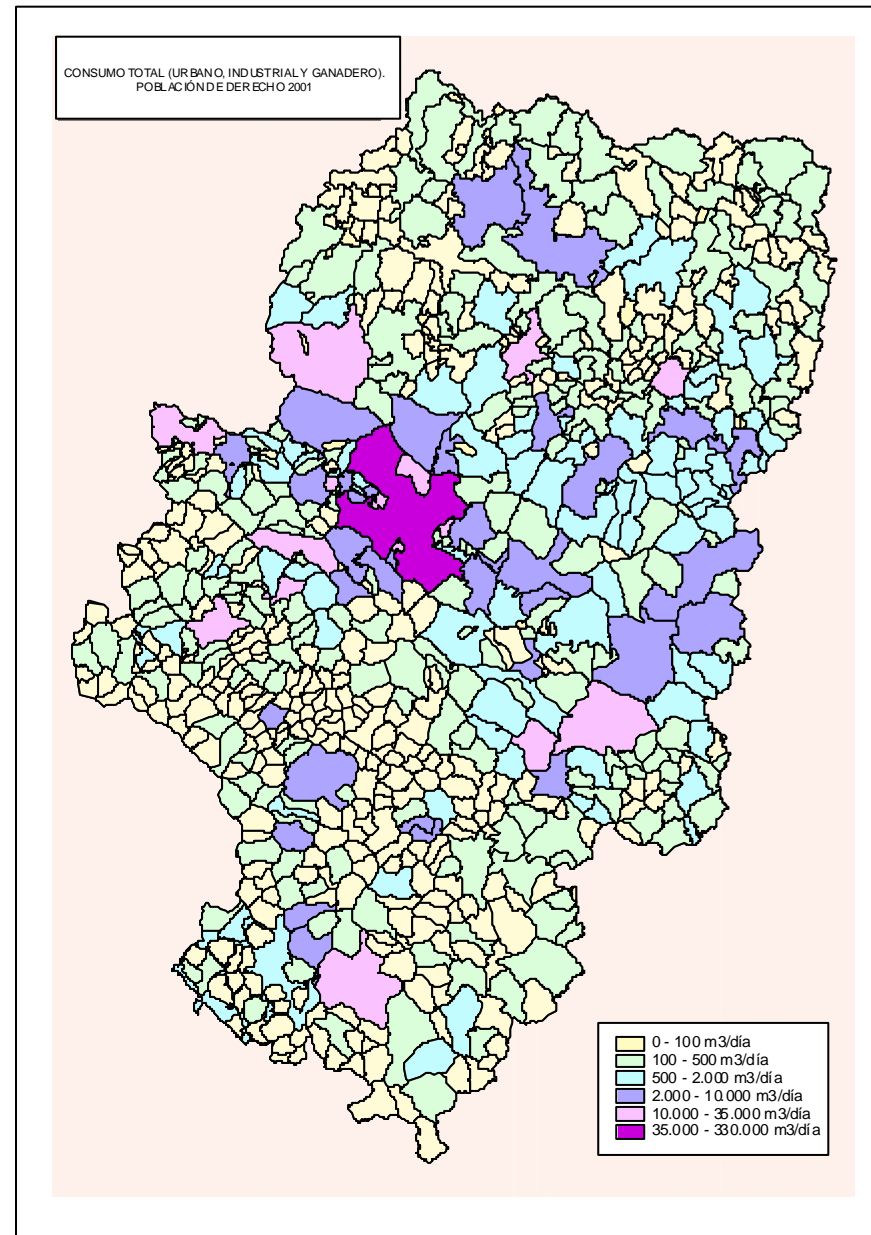 CONSUMO TOTAL (URBANO, INDUSTRIAL Y GANADERO).
POBLACIÓN DE DERECHO 2001
0 - 100 m3/día
100 - 500 m3/día
500 - 2.000 m3/día
2.000 - 10.000 m3/día
10.000 - 35.000 m3/día
35.000 - 330.000 m3/día